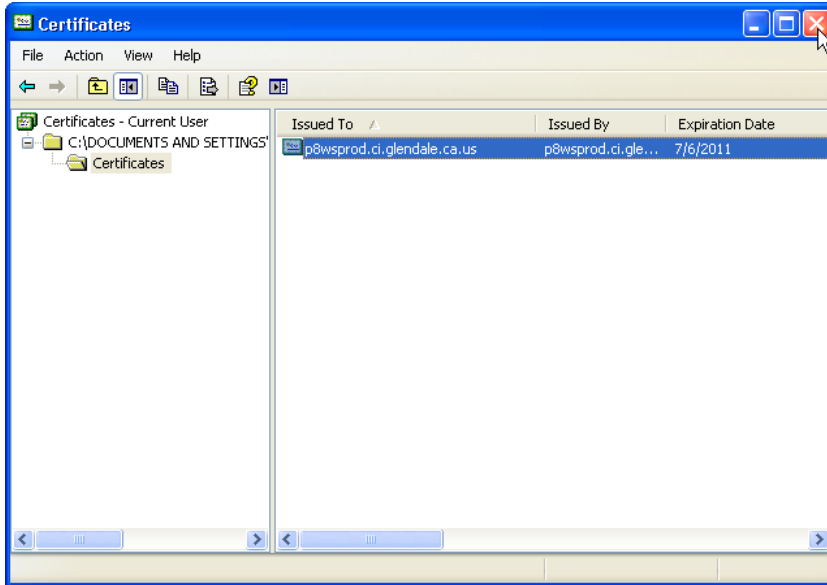 Certificates
File Action View Help
Certificates - Current User
C:\DOCUMENTS AND SETTINGS'
Certificates
Issued To Issued By Expiration Date
p8wsprod.ci.glendale.ca.us p8wsprod.ci.gle... 7/6/2011